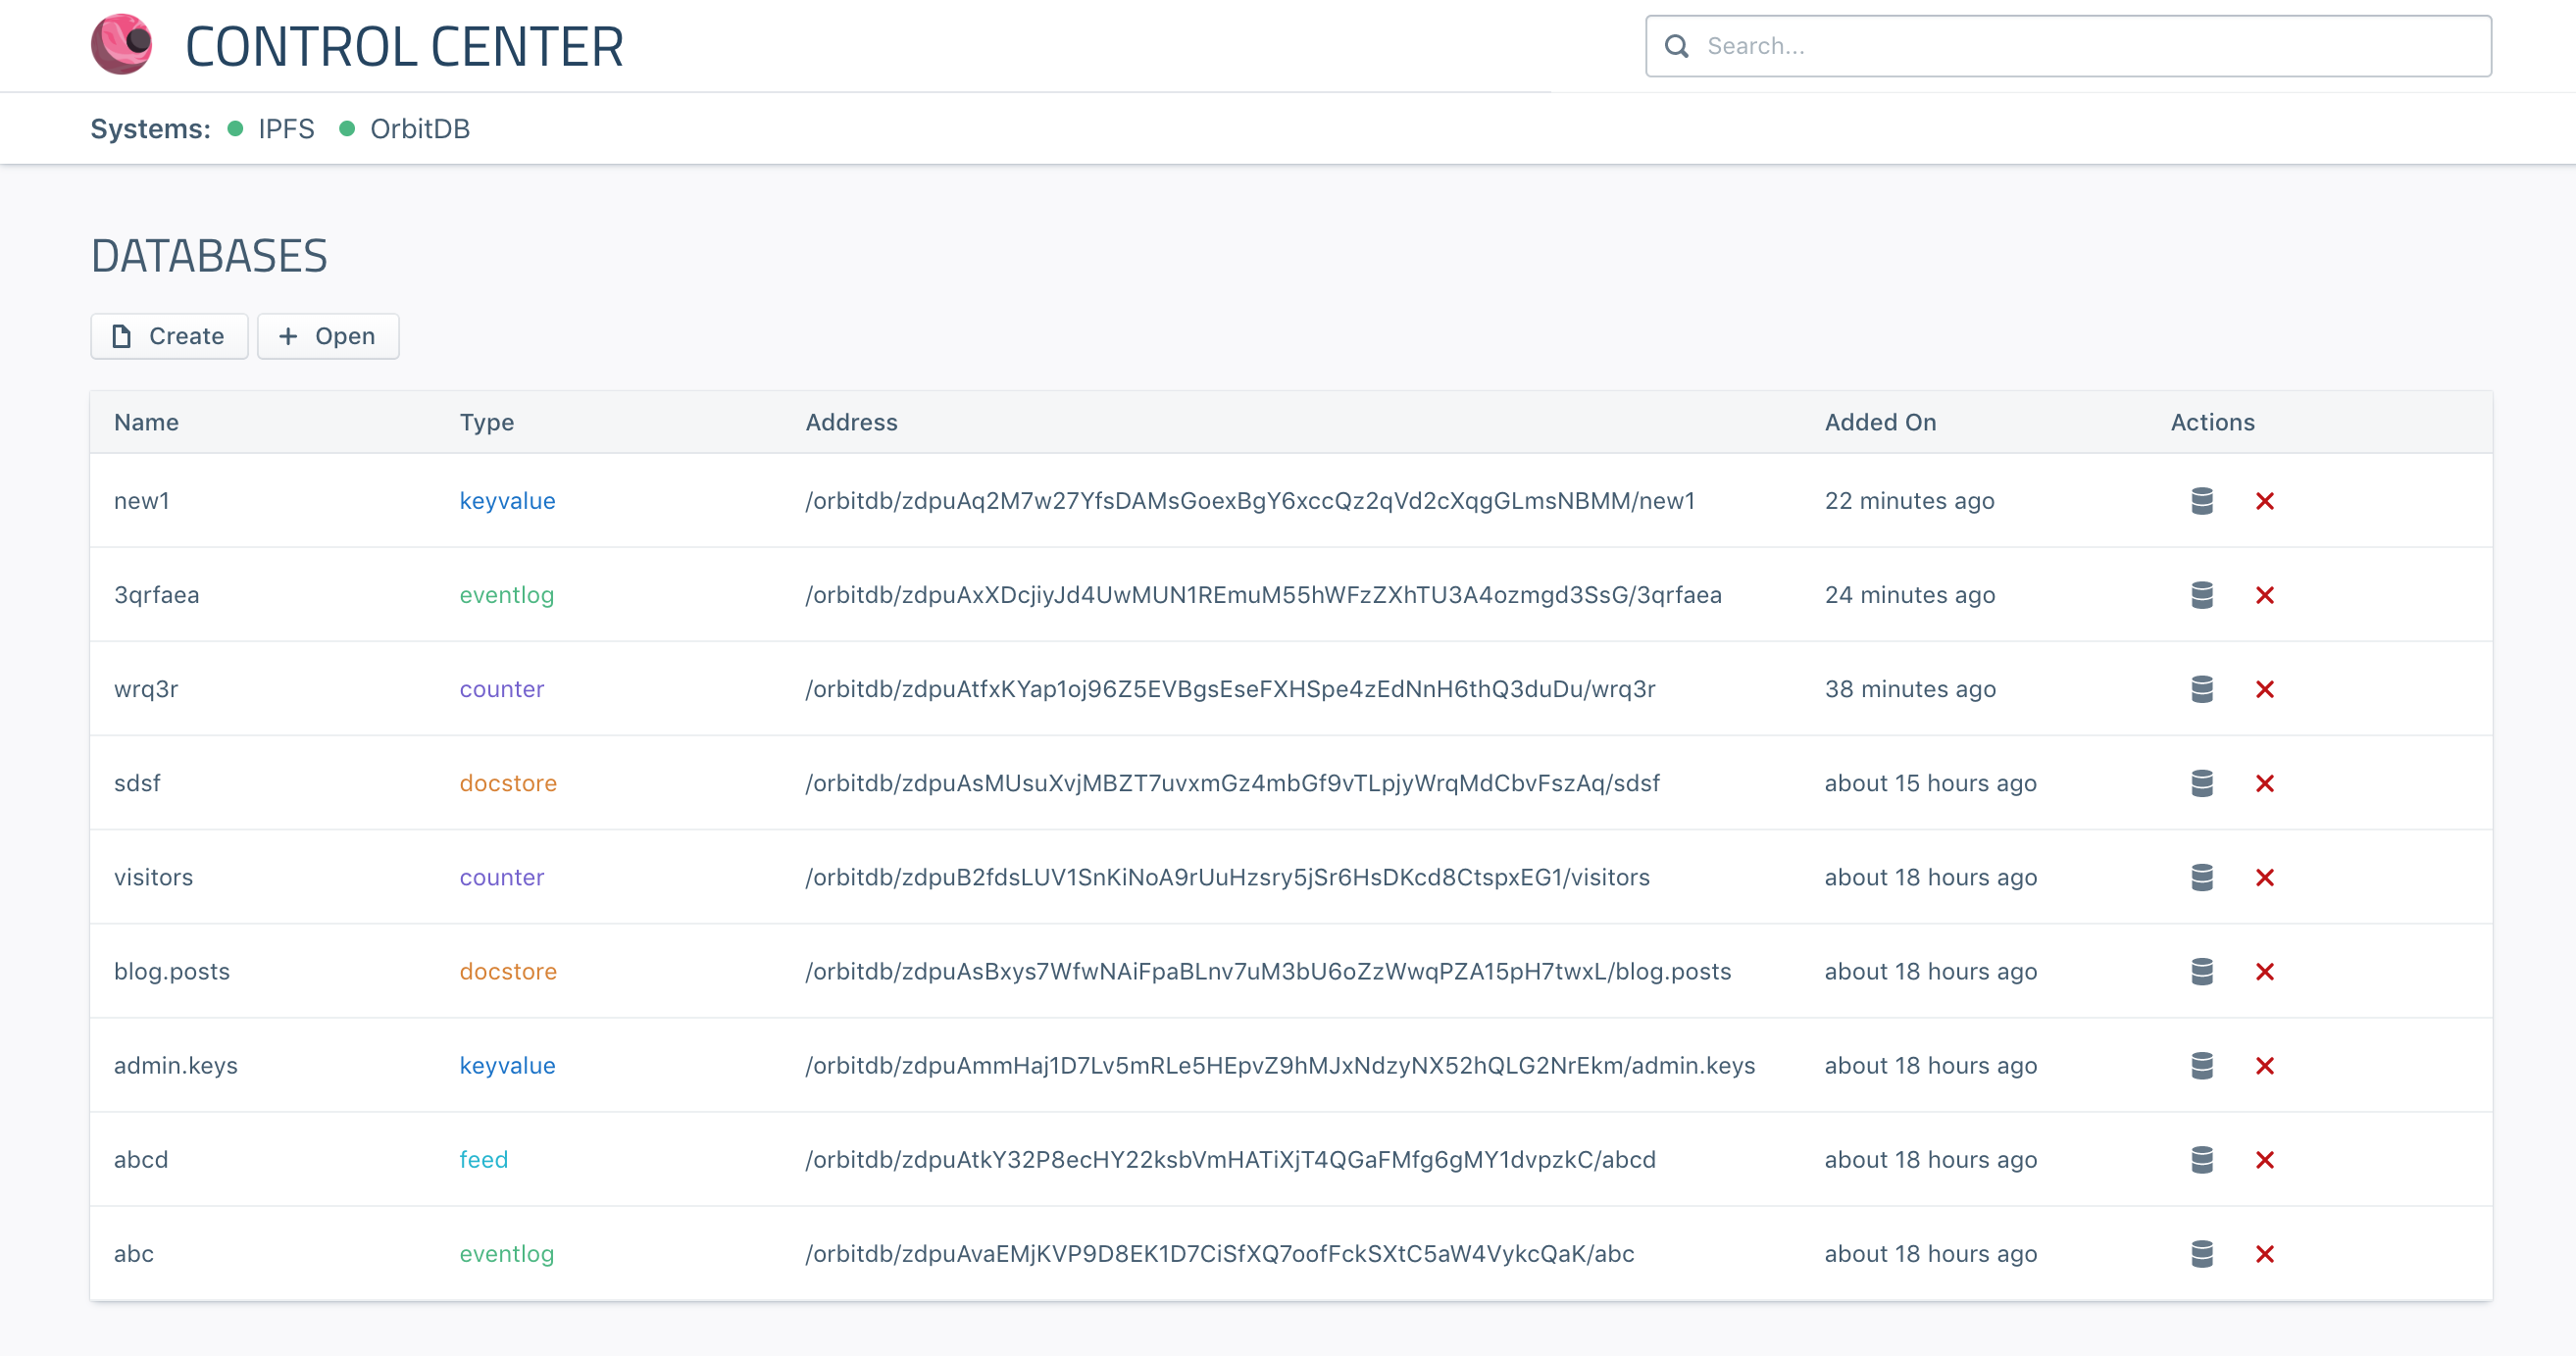 CONTROL CENTER
Search...
Systems: IPFS OrbitDB
DATABASES
Create Open
Name Type Address Added On Actions
new1 keyvalue /orbitdb/zdpuAq2M7w27YfsDAMsGoexBgY6xccQz2qVd2cXqgGLmsNBMM/new1 22 minutes ago
3qrfaea eventlog /orbitdb/zdpuAxXDcjiyJd4UwMUN1REmuM55hWFzZXhTU3A4ozmgd3SsG/3qrfaea 24 minutes ago
wrq3r counter /orbitdb/zdpuAtfxKYap1oj96Z5EVBgsEseFXHSpe4zEdNnH6thQ3duDu/wrq3r 38 minutes ago
sdsf docstore /orbitdb/zdpuAsMUsuXvjMBZT7uvxmGz4mbGf9vTLpjyWrqMdCbvFszAq/sdsf about 15 hours ago
visitors counter /orbitdb/zdpuB2fdsLUV1SnKiNoA9rUuHzsry5jSr6HsDKcd8CtspxEG1/visitors about 18 hours ago
blog.posts docstore /orbitdb/zdpuAsBxys7WfwNAiFpaBLnv7uM3bU6oZzWwqPZA15pH7twxL/blog.posts about 18 hours ago
admin.keys keyvalue /orbitdb/zdpuAmmHaj1D7Lv5mRLe5HEpvZ9hMJxNdzyNX52hQLG2NrEkm/admin.keys about 18 hours ago
abcd feed /orbitdb/zdpuAtkY32P8ecHY22ksbVmHATiXjT4QGaFMfg6gMY1dvpzkC/abcd about 18 hours ago
abc eventlog /orbitdb/zdpuAvaEMjKVP9D8EK1D7CiSfXQ7oofFckSXtC5aW4VykcQaK/abc about 18 hours ago